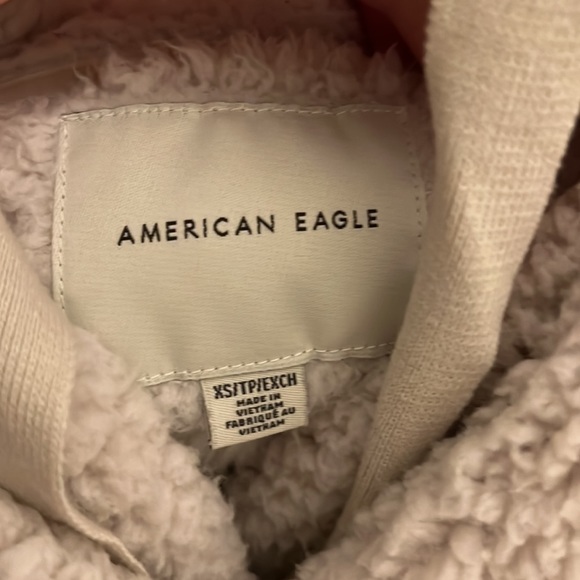 AMERICAN EAGLE
XS/TP/EXCH
MADE IN
VIETNAM
FABRIQUÉ AU
VIETNAM